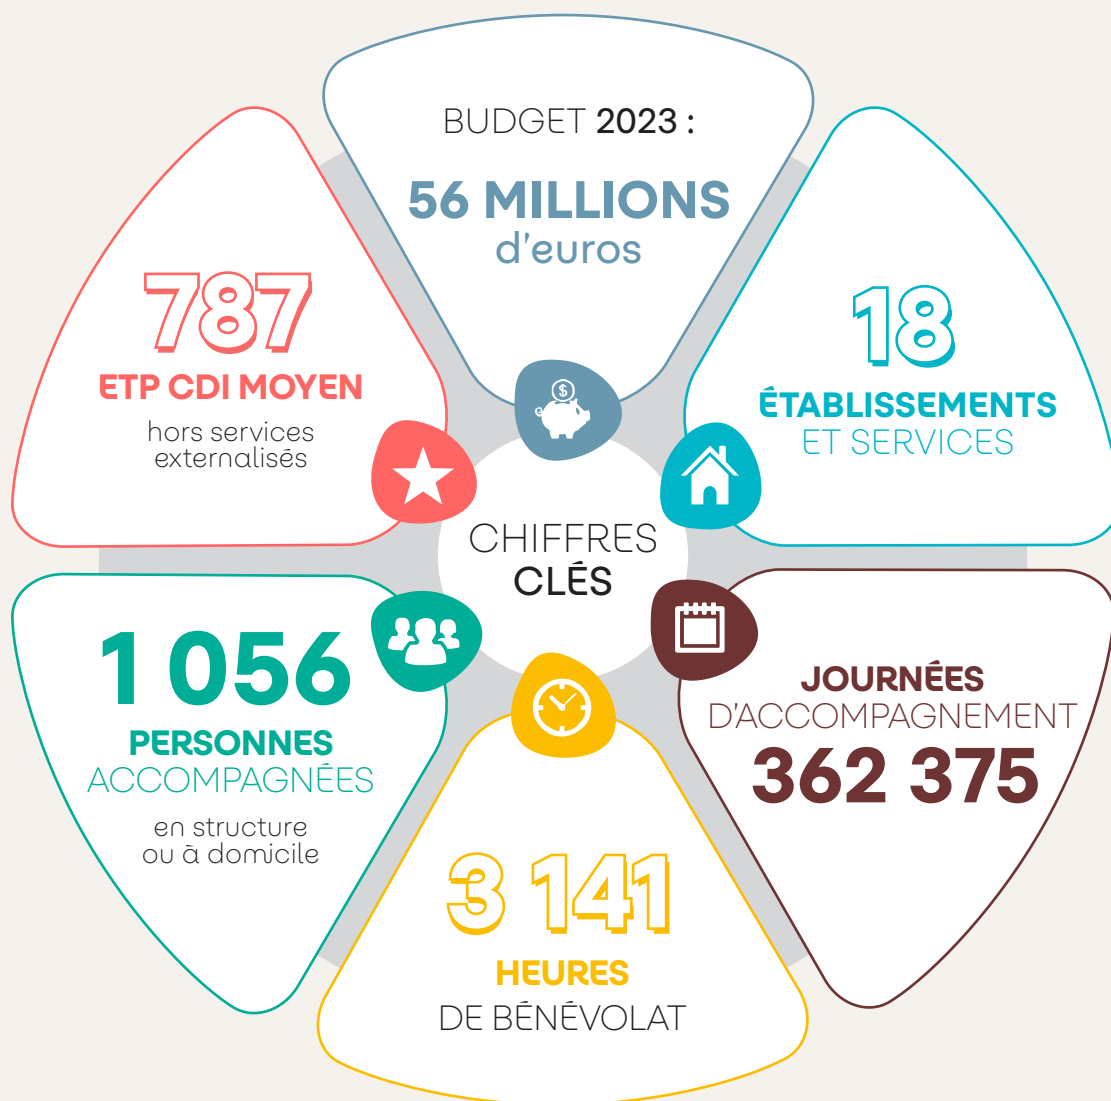 BUDGET 2023 :
56 MILLIONS
d'euros
18
ÉTABLISSEMENTS
ET SERVICES
JOURNÉES
D'ACCOMPAGNEMENT
362 375
3 141
HEURES
DE BÉNÉVOLAT
1 056
PERSONNES
ACCOMPAGNÉES
en structure
ou à domicile
787
ETP CDI MOYEN
hors services
externalisés
CHIFFRES
CLÉS
$